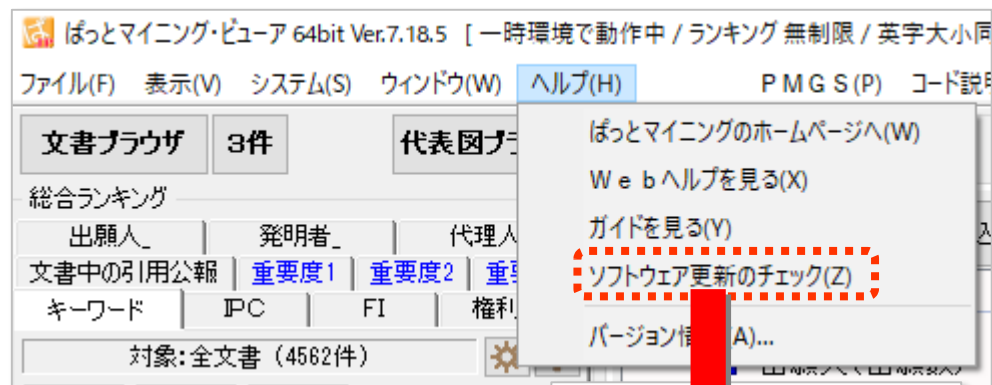 ぱっとマイニング・ビューア 64bit Ver.7.18.5 [ 一時環境で動作中 / ランキング 無制限 / 英字大小同
ファイル(F) 表示(V) システム(S) ウィンドウ(W) ヘルプ(H) ＰＭＧＳ(P) コード説明
文書ブラウザ 3件 代表図ブラ
ぱっとマイニングのホームページへ(W)
Ｗｅｂヘルプを見る(X)
ガイドを見る(Y)
ソフトウェア更新のチェック(Z)
バージョン情 A)...
総合ランキング
出願人_ 発明者_ 代理人
文書中の引用公報 重要度1 重要度2 重要
キーワード IPC FI 権利
対象:全文書 (4562件)